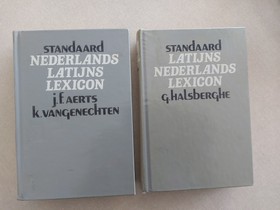 STANDAARD
NEDERLANDS
LATIJNS
LEXICON
j.f.AERTS
k.VANGENECHTEN
STANDAARD
LATIJNS
NEDERLANDS
LEXICON
G.HALSBERGHE